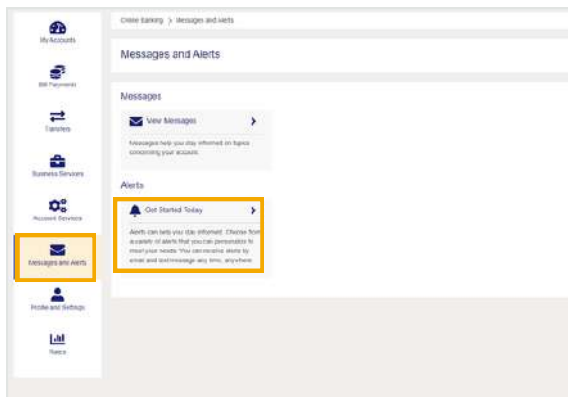 Online Banking > Messages and Alerts
My Accounts
Messages and Alerts
Bill Payments
Messages
View Messages
Transfers
Messages help you stay informed on topics
concerning your account.
Business Services
Alerts
Get Started Today
Account Services
Alerts can help you stay informed. Choose from
a variety of alerts that you can personalize to
meet your needs. You can receive alerts by
email and text message any time, anywhere.
Messages and Alerts
Profile and Settings
Rates